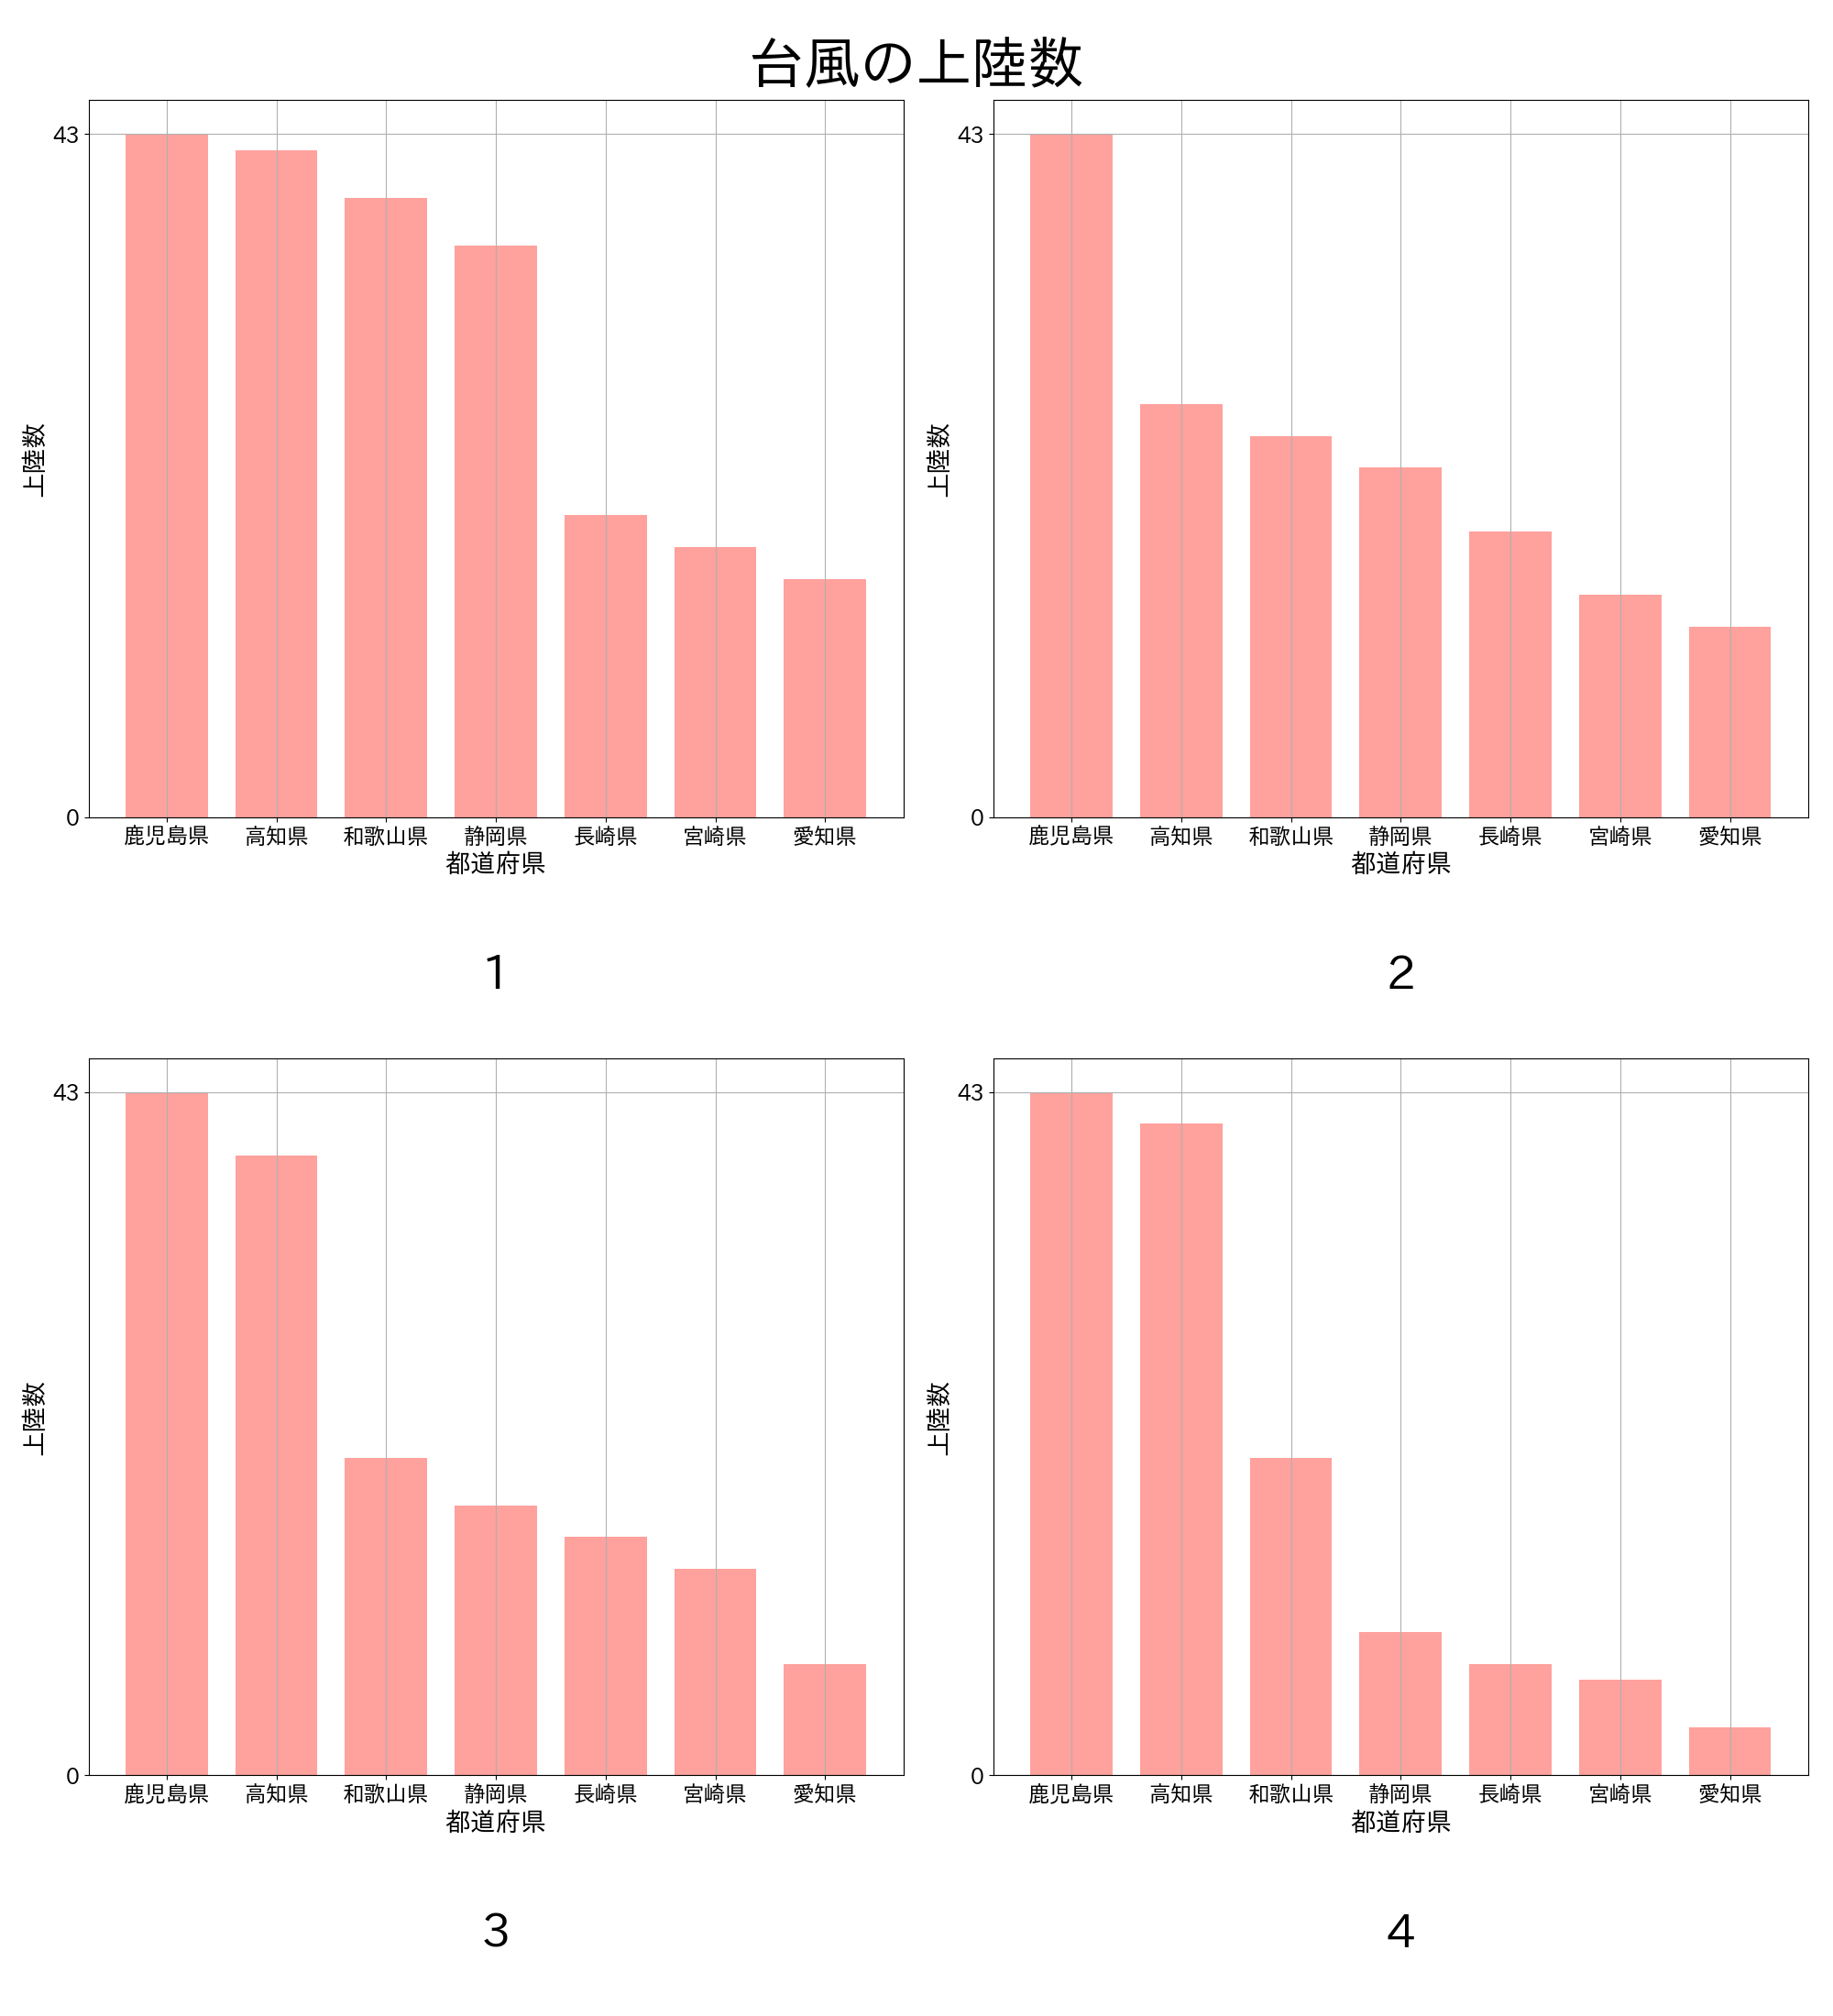 台風の上陸数
43
0
上陸数
鹿児島県 高知県 和歌山県 静岡県 長崎県 宮崎県 愛知県
都道府県
1
43
0
上陸数
鹿児島県 高知県 和歌山県 静岡県 長崎県 宮崎県 愛知県
都道府県
2
43
0
上陸数
鹿児島県 高知県 和歌山県 静岡県 長崎県 宮崎県 愛知県
都道府県
3
43
0
上陸数
鹿児島県 高知県 和歌山県 静岡県 長崎県 宮崎県 愛知県
都道府県
4